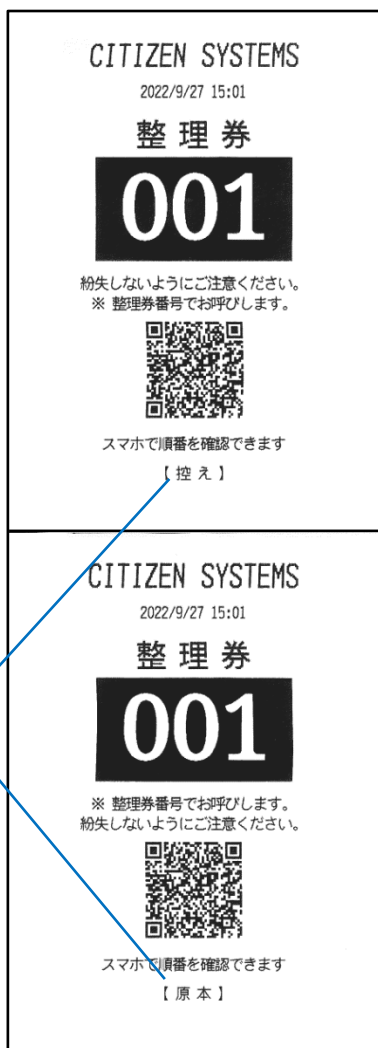 CITIZEN SYSTEMS
2022/9/27 15:01
整理券
001
紛失しないようにご注意ください。
※ 整理券番号でお呼びします。
スマホで順番を確認できます
【控え】
CITIZEN SYSTEMS
2022/9/27 15:01
整理券
001
※ 整理券番号でお呼びします。
紛失しないようにご注意ください。
スマホで順番を確認できます
【原本】